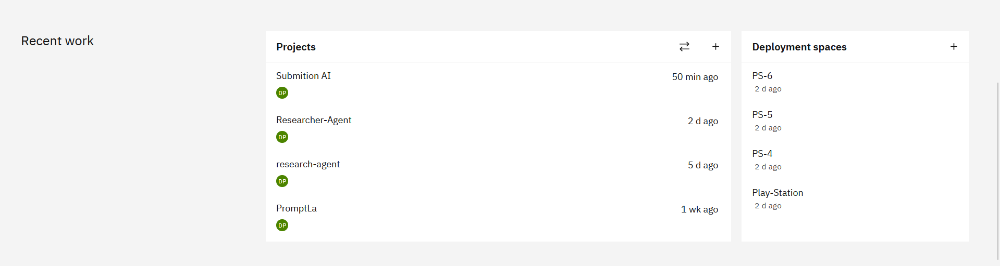 Recent work
Projects
Submition AI
50 min ago
DP
Researcher-Agent
2 d ago
DP
research-agent
5 d ago
DP
PromptLa
1 wk ago
DP
Deployment spaces
PS-6
2 d ago
PS-5
2 d ago
PS-4
2 d ago
Play-Station
2 d ago